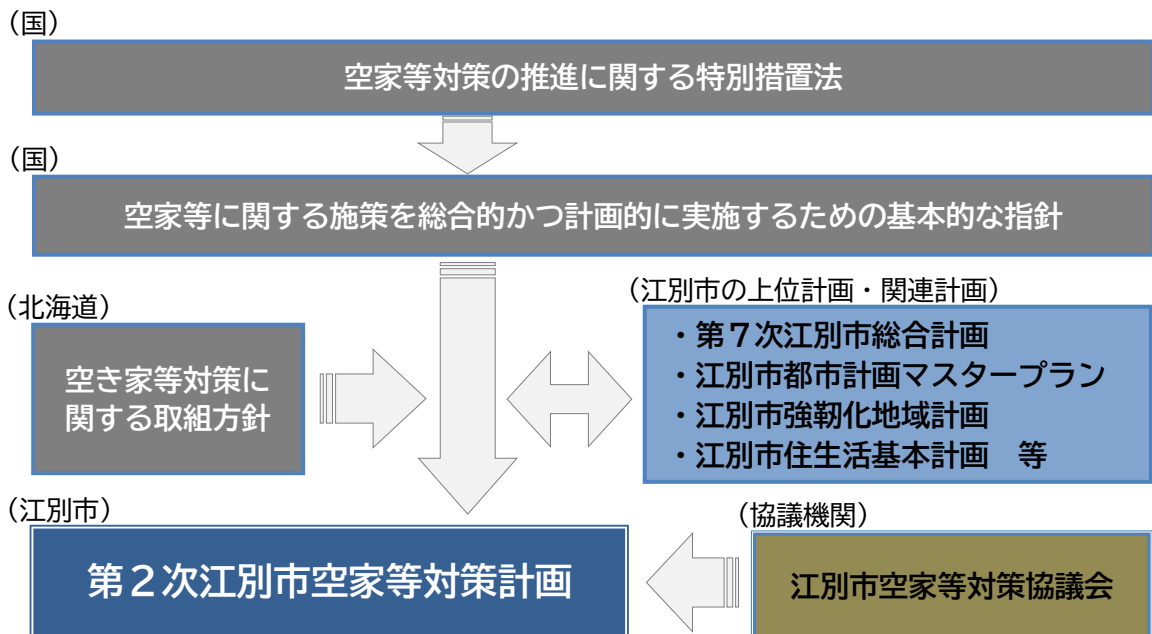 (国)
空家等対策の推進に関する特別措置法
(国)
空家等に関する施策を総合的かつ計画的に実施するための基本的な指針
(北海道)
空き家等対策に
関する取組方針
(江別市の上位計画・関連計画)
・第7次江別市総合計画
・江別市都市計画マスタープラン
・江別市強靭化地域計画
・江別市住生活基本計画　等
(江別市)
第2次江別市空家等対策計画
(協議機関)
江別市空家等対策協議会